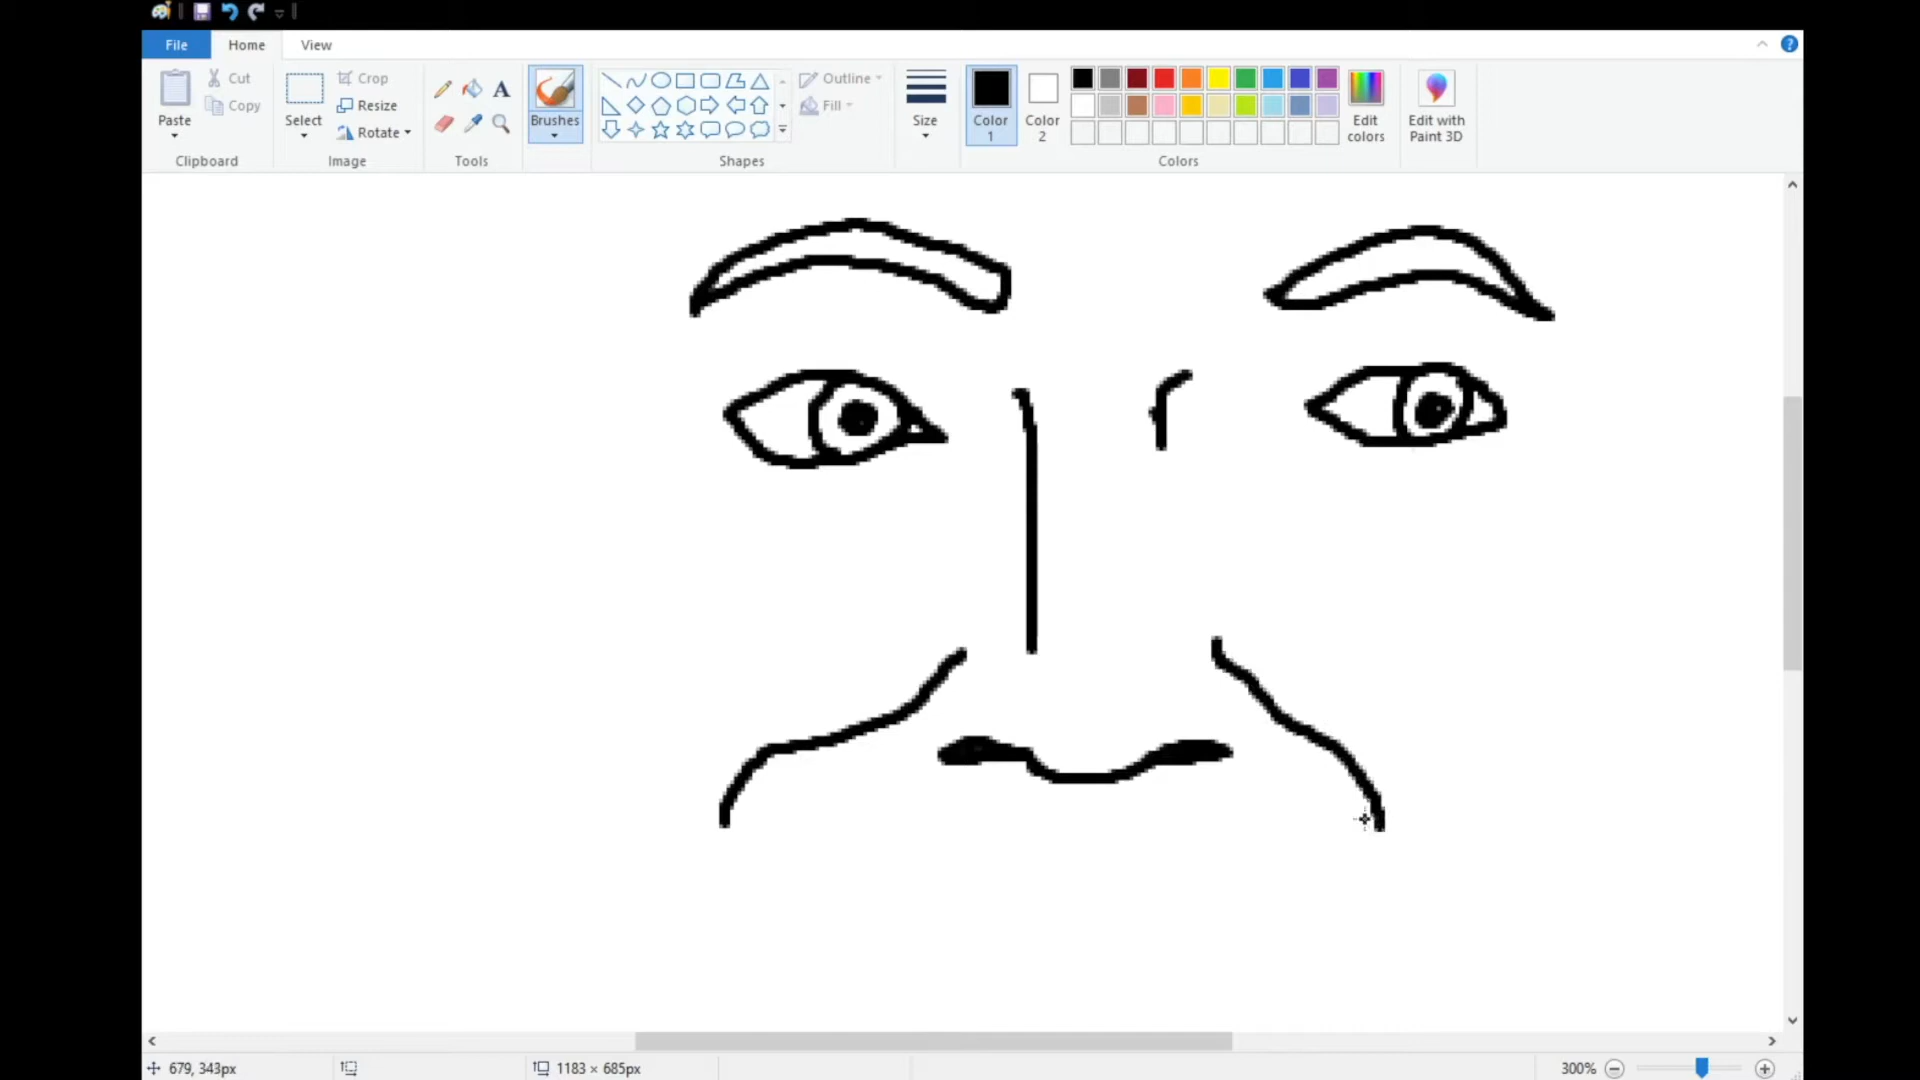 File Home View
Paste Cut Copy Clipboard
Select Crop Resize Rotate Image
A Tools
Brushes
Outline Fill Shapes
Size
Color 1 Color 2 Edit colors Colors
Edit with Paint 3D
679, 343px 1183 × 685px 300%